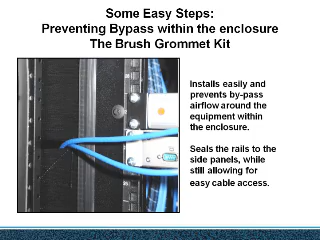 Some Easy Steps:
Preventing Bypass within the enclosure
The Brush Grommet Kit
Installs easily and
prevents by-pass
airflow around the
equipment within
the enclosure.
Seals the rails to the
side panels, while
still allowing for
easy cable access.